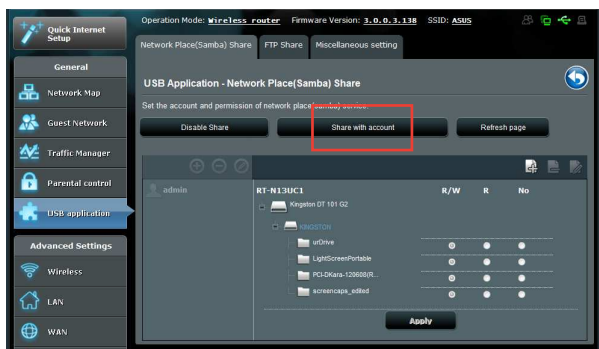 Quick Internet Setup
Operation Mode: Wireless router Firmware Version: 3.0.0.3.138 SSID: ASUS
Network Place(Samba) Share FTP Share Miscellaneous setting
General
Network Map
Guest Network
Traffic Manager
Parental control
USB application
Advanced Settings
Wireless
LAN
WAN
USB Application - Network Place(Samba) Share
Set the account and permission of network place(samba) service.
Disable Share Share with account Refresh page
admin
RT-N13UC1 R/W R No
Kingston DT 101 G2
KINGSTON
urDrive
LightScreenPortable
PCI-DKara-120608(R...
screencaps_edited
Apply